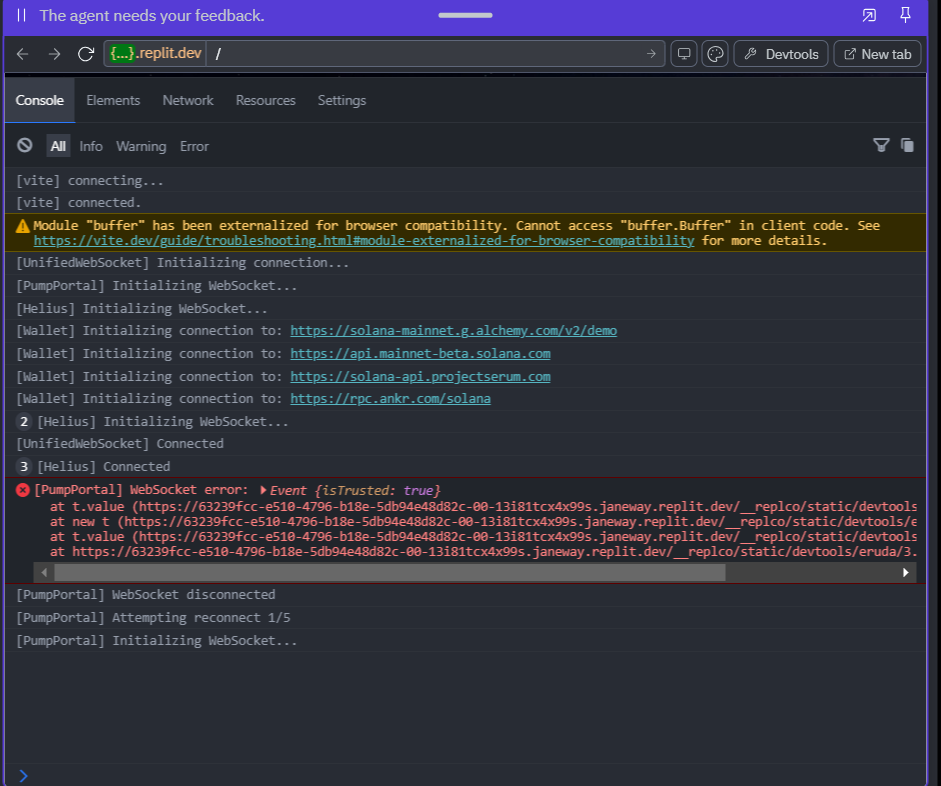 The agent needs your feedback.
{...}.replit.dev /
Devtools
New tab
Console Elements Network Resources Settings
All Info Warning Error
[vite] connecting...
[vite] connected.
Module "buffer" has been externalized for browser compatibility. Cannot access "buffer.Buffer" in client code. See
https://vite.dev/guide/troubleshooting.html#module-externalized-for-browser-compatibility for more details.
[UnifiedWebSocket] Initializing connection...
[PumpPortal] Initializing WebSocket...
[Helius] Initializing WebSocket...
[Wallet] Initializing connection to: https://solana-mainnet.g.alchemy.com/v2/demo
[Wallet] Initializing connection to: https://api.mainnet-beta.solana.com
[Wallet] Initializing connection to: https://solana-api.projectserum.com
[Wallet] Initializing connection to: https://rpc.ankr.com/solana
2 [Helius] Initializing WebSocket...
[UnifiedWebSocket] Connected
3 [Helius] Connected
[PumpPortal] WebSocket error: Event {isTrusted: true}
at t.value (https://63239fcc-e510-4796-b18e-5db94e48d82c-00-13i81tcx4x99s.janeway.replit.dev/__replco/static/devtools
at new t (https://63239fcc-e510-4796-b18e-5db94e48d82c-00-13i81tcx4x99s.janeway.replit.dev/__replco/static/devtools/e
at t.value (https://63239fcc-e510-4796-b18e-5db94e48d82c-00-13i81tcx4x99s.janeway.replit.dev/__replco/static/devtools
at https://63239fcc-e510-4796-b18e-5db94e48d82c-00-13i81tcx4x99s.janeway.replit.dev/__replco/static/devtools/eruda/3.
[PumpPortal] WebSocket disconnected
[PumpPortal] Attempting reconnect 1/5
[PumpPortal] Initializing WebSocket...